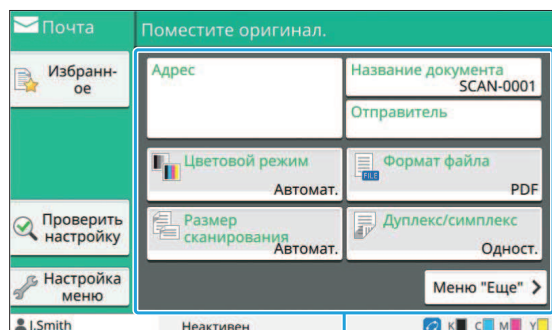 Почта
Поместите оригинал.
Избранн-
ое
Адрес
Название документа
SCAN-0001
Отправитель
Цветовой режим
Автомат.
FILE
Формат файла
PDF
Проверить
настройку
Размер
сканирования
Автомат.
Дуплекс/симплекс
Одност.
Настройка
меню
Меню "Еще" >
I.Smith
Неактивен
K C M Y